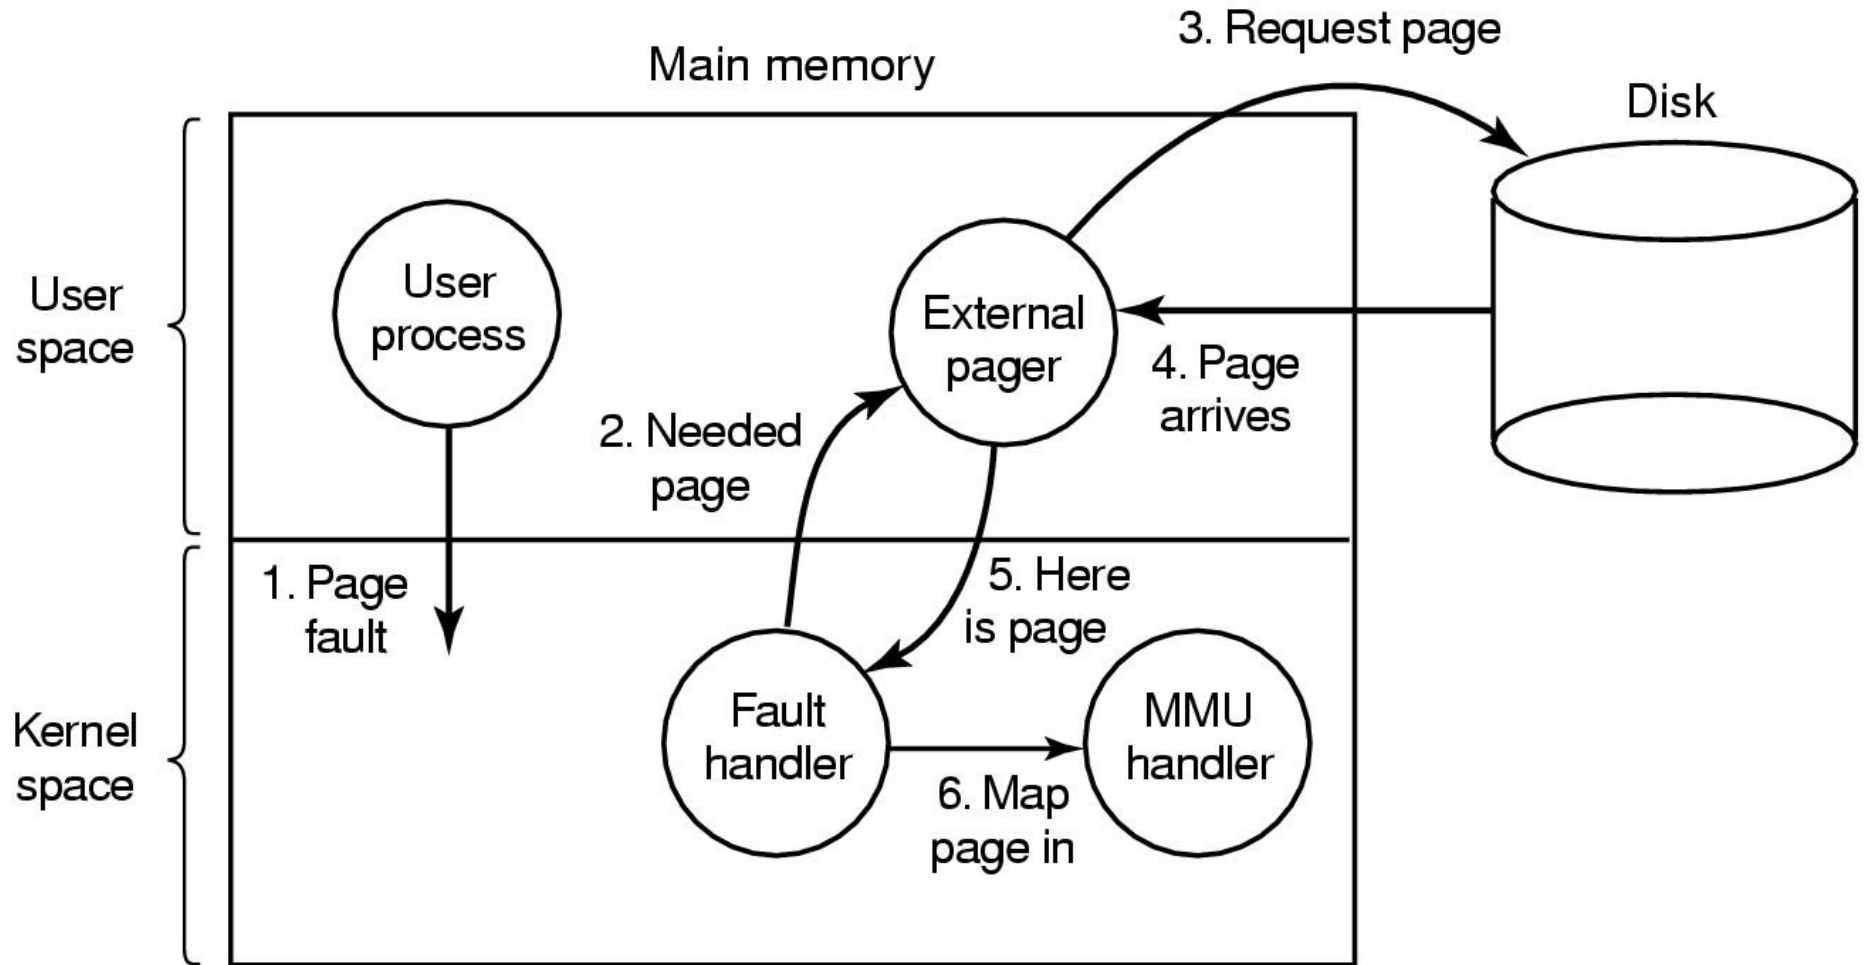 3. Request page
Main memory
Disk
User
space
User
process
External
pager
4. Page
arrives
2. Needed
page
1. Page
fault
5. Here
is page
Kernel
space
Fault
handler
MMU
handler
6. Map
page in